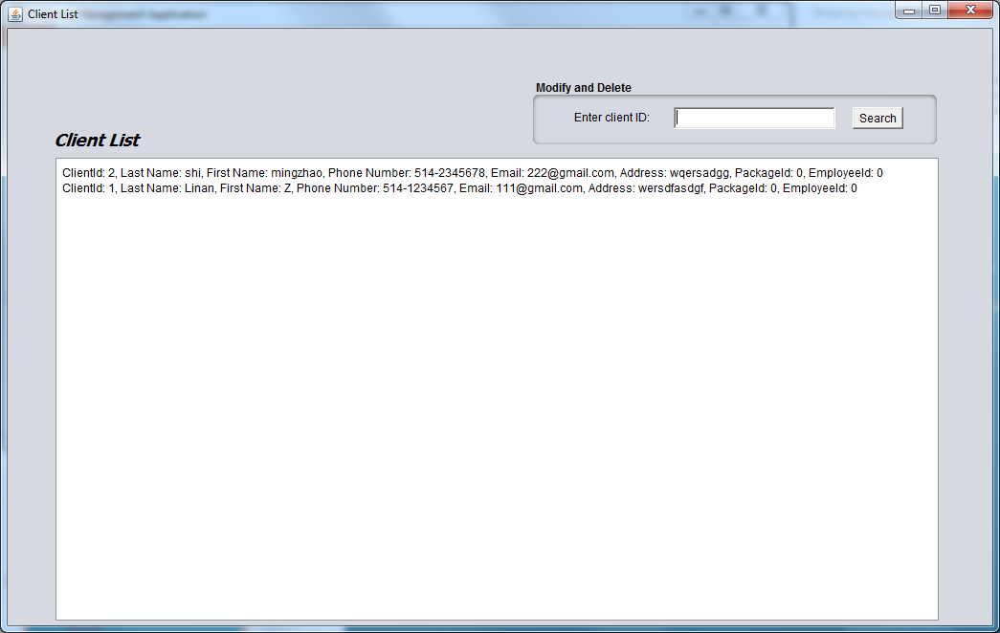 Client List
Management Application
Modify and Delete
Enter client ID:
Search
Client List
ClientId: 2, Last Name: shi, First Name: mingzhao, Phone Number: 514-2345678, Email: 222@gmail.com, Address: wqersadgg, PackageId: 0, EmployeeId: 0
ClientId: 1, Last Name: Linan, First Name: Z, Phone Number: 514-1234567, Email: 111@gmail.com, Address: wersdfasdgf, PackageId: 0, EmployeeId: 0